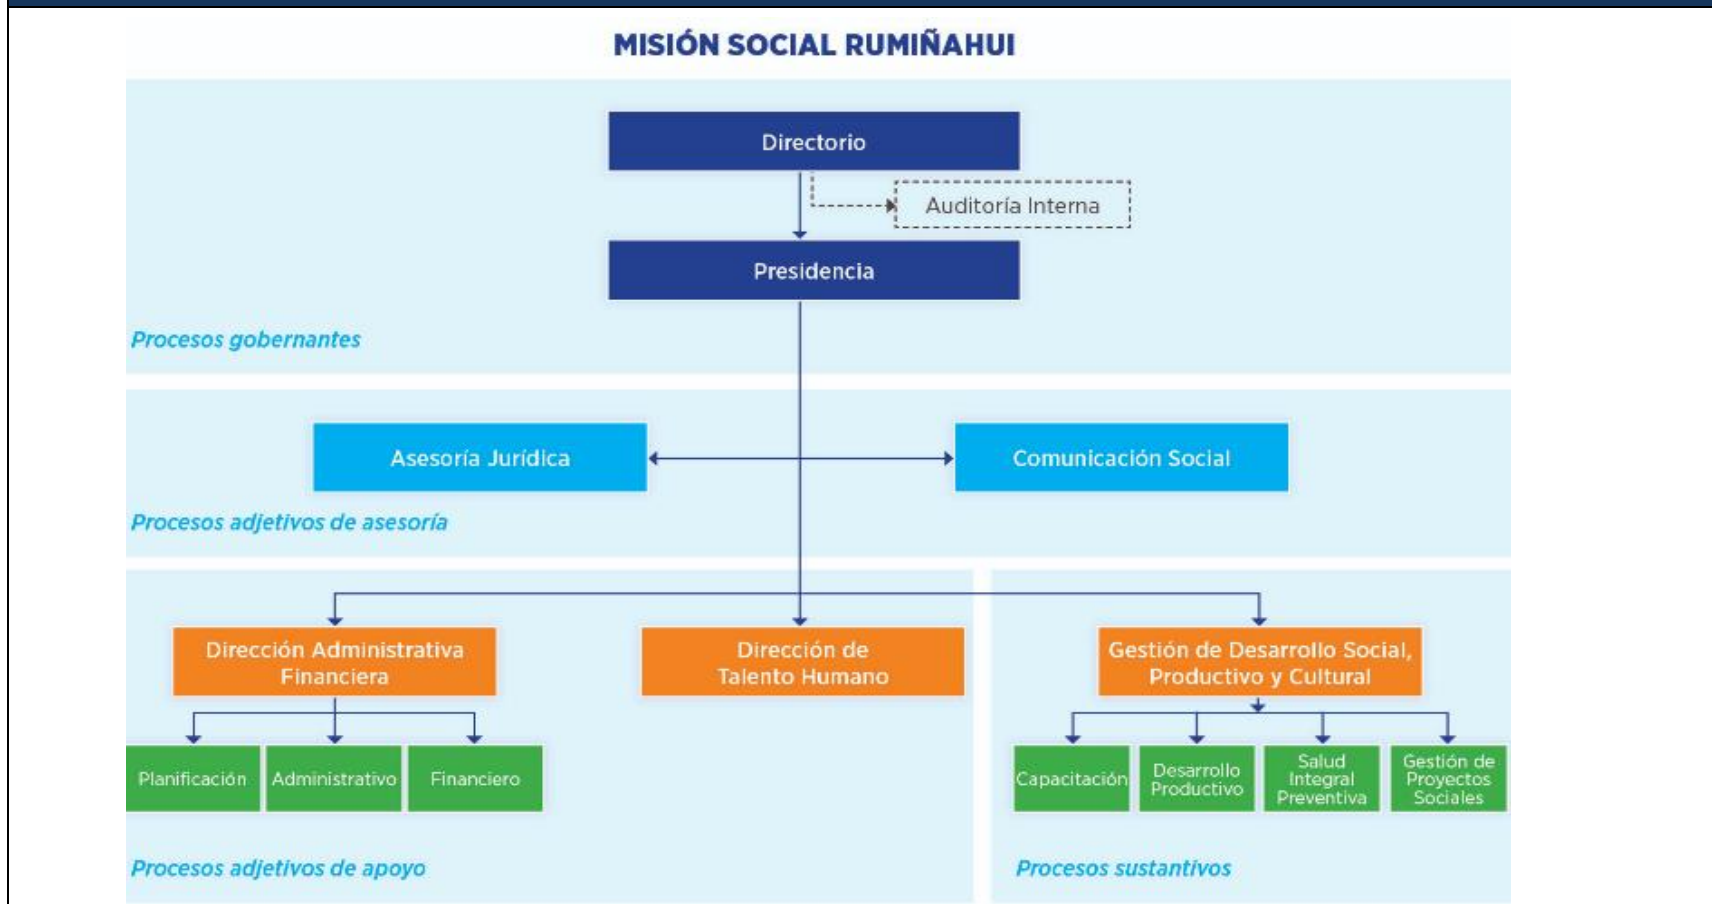 MISIÓN SOCIAL RUMIÑAHUI
Directorio
Auditoría Interna
Presidencia
Procesos gobernantes
Asesoría Jurídica
Comunicación Social
Procesos adjetivos de asesoría
Dirección Administrativa
Financiera
Dirección de
Talento Humano
Gestión de Desarrollo Social,
Productivo y Cultural
Planificación
Administrativo
Financiero
Capacitación
Desarrollo
Productivo
Salud
Integral
Preventiva
Gestión de
Proyectos
Sociales
Procesos adjetivos de apoyo
Procesos sustantivos